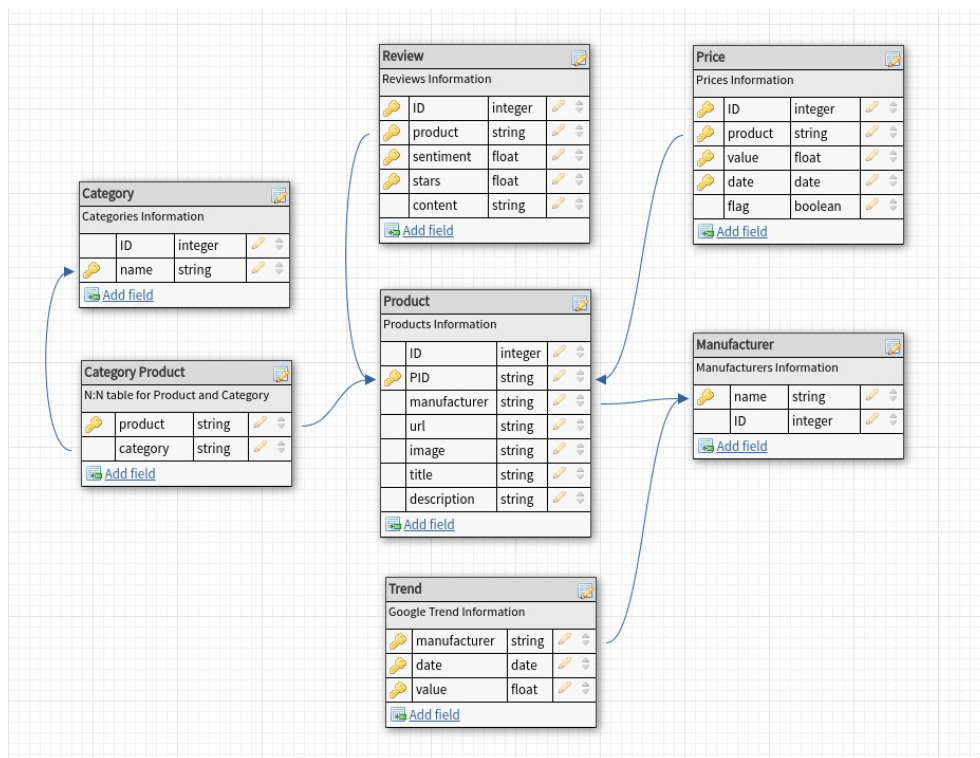 Review
Reviews Information
ID integer
product string
sentiment float
stars float
content string
Add field
Price
Prices Information
ID integer
product string
value float
date date
flag boolean
Add field
Category
Categories Information
ID integer
name string
Add field
Product
Products Information
ID integer
PID string
manufacturer string
url string
image string
title string
description string
Add field
Manufacturer
Manufacturers Information
name string
ID integer
Add field
Category Product
N:N table for Product and Category
product string
category string
Add field
Trend
Google Trend Information
manufacturer string
date date
value float
Add field